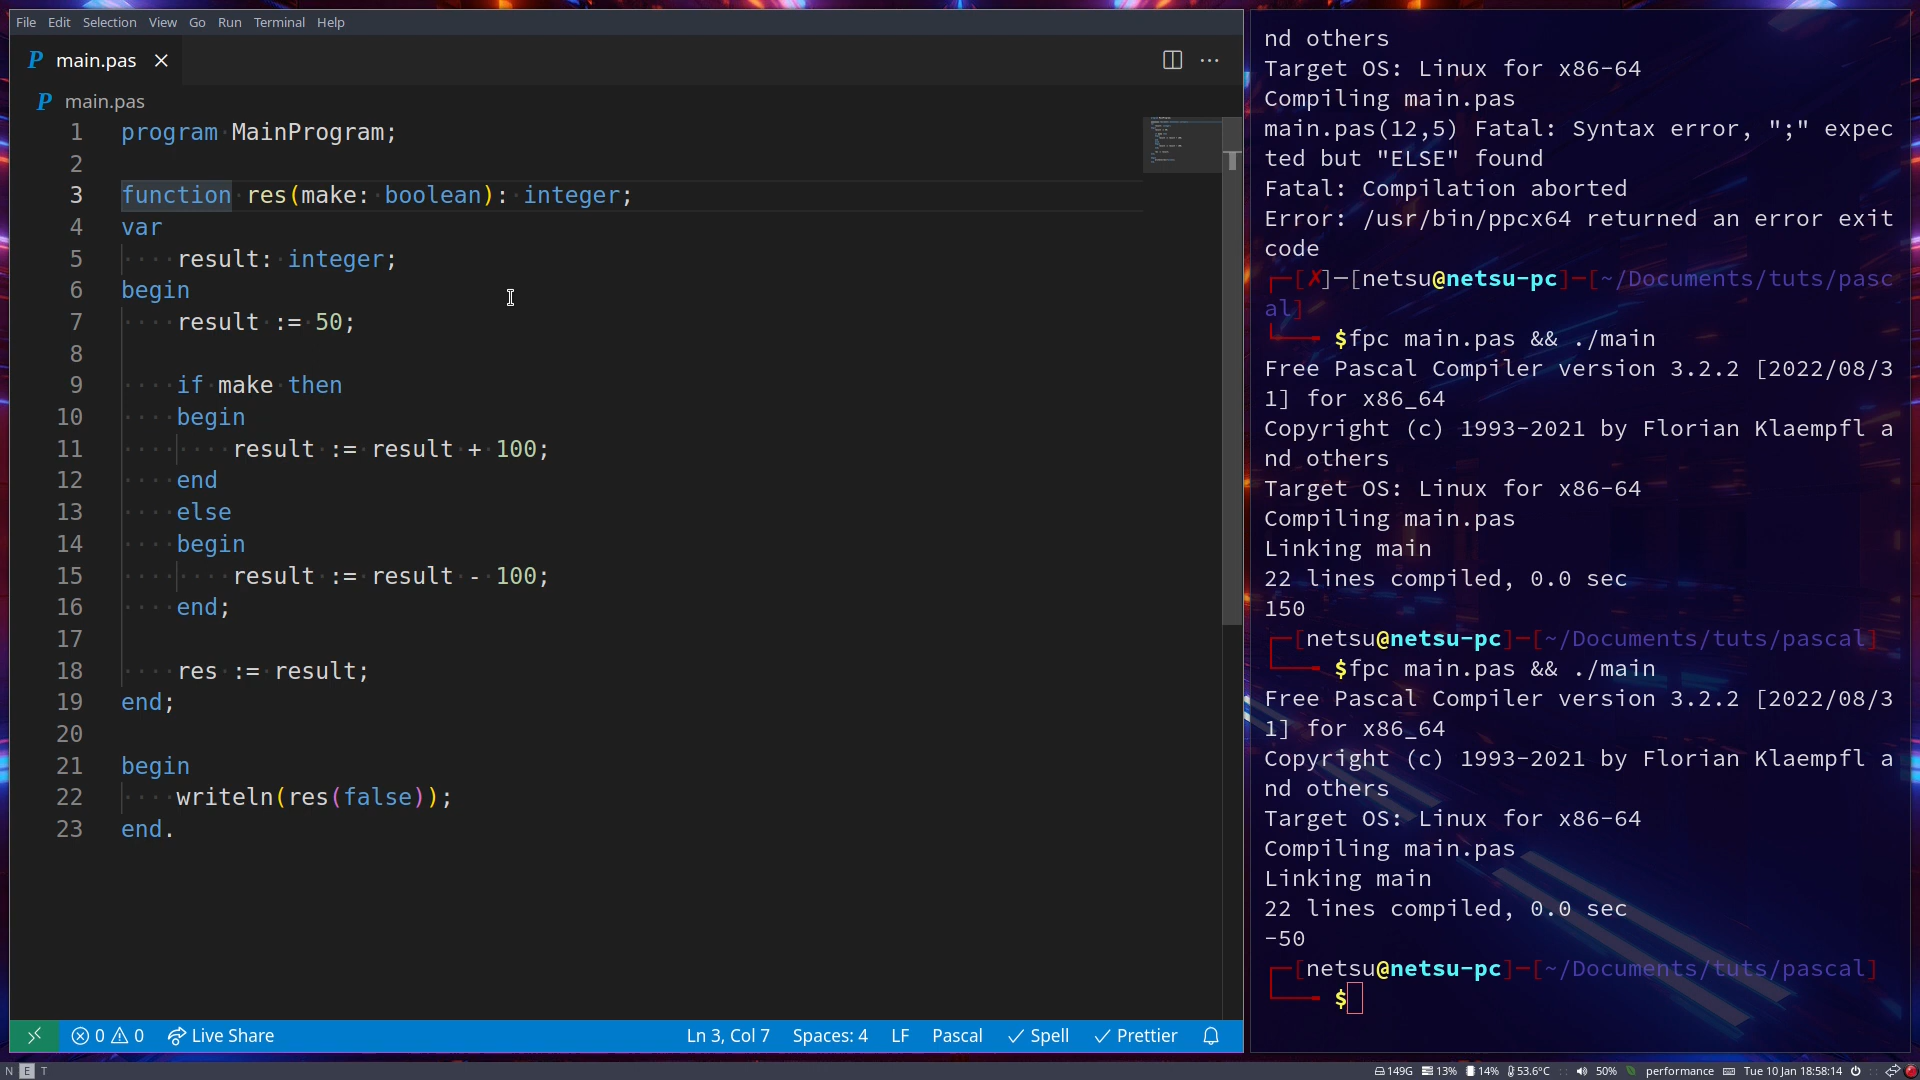 File Edit Selection View Go Run Terminal Help
P main.pas
P main.pas
1 program MainProgram;
2
3 function res(make: boolean): integer;
4 var
5 result: integer;
6 begin
7 result := 50;
8
9 if make then
10 begin
11 result := result + 100;
12 end
13 else
14 begin
15 result := result - 100;
16 end;
17
18 res := result;
19 end;
20
21 begin
22 writeln(res(false));
23 end.
0 0 Live Share Ln 3, Col 7 Spaces: 4 LF Pascal Spell Prettier
nd others
Target OS: Linux for x86-64
Compiling main.pas
main.pas(12,5) Fatal: Syntax error, ";" expec
ted but "ELSE" found
Fatal: Compilation aborted
Error: /usr/bin/ppcx64 returned an error exit
code
┌─[✗]─[netsu@netsu-pc]─[~/Documents/tuts/pasc
al]
└──╼ $fpc main.pas && ./main
Free Pascal Compiler version 3.2.2 [2022/08/3
1] for x86_64
Copyright (c) 1993-2021 by Florian Klaempfl a
nd others
Target OS: Linux for x86-64
Compiling main.pas
Linking main
22 lines compiled, 0.0 sec
150
┌─[netsu@netsu-pc]─[~/Documents/tuts/pascal]
└──╼ $fpc main.pas && ./main
Free Pascal Compiler version 3.2.2 [2022/08/3
1] for x86_64
Copyright (c) 1993-2021 by Florian Klaempfl a
nd others
Target OS: Linux for x86-64
Compiling main.pas
Linking main
22 lines compiled, 0.0 sec
-50
┌─[netsu@netsu-pc]─[~/Documents/tuts/pascal]
└──╼ $
N E T 149G 13% 14% 53.6°C 50% performance Tue 10 Jan 18:58:14